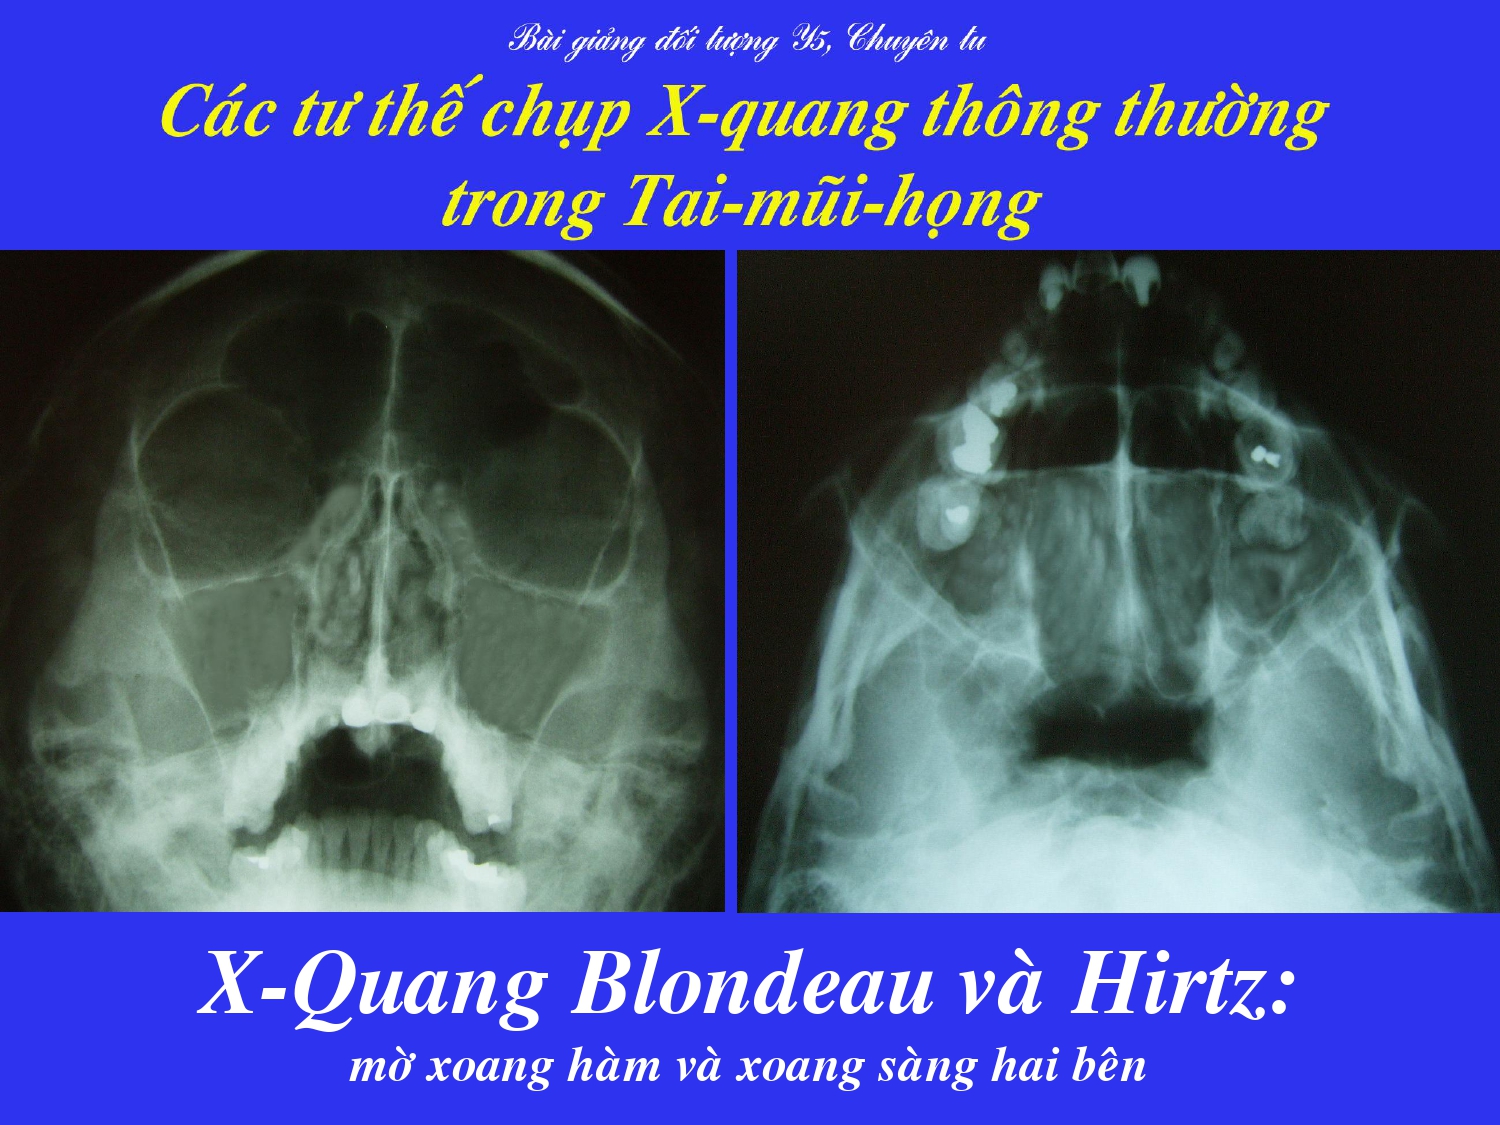 Bài giảng đối tượng Y5, Chuyên tu
Các tư thế chụp X-quang thông thường
trong Tai-mũi-họng
X-Quang Blondeau và Hirtz:
mờ xoang hàm và xoang sàng hai bên